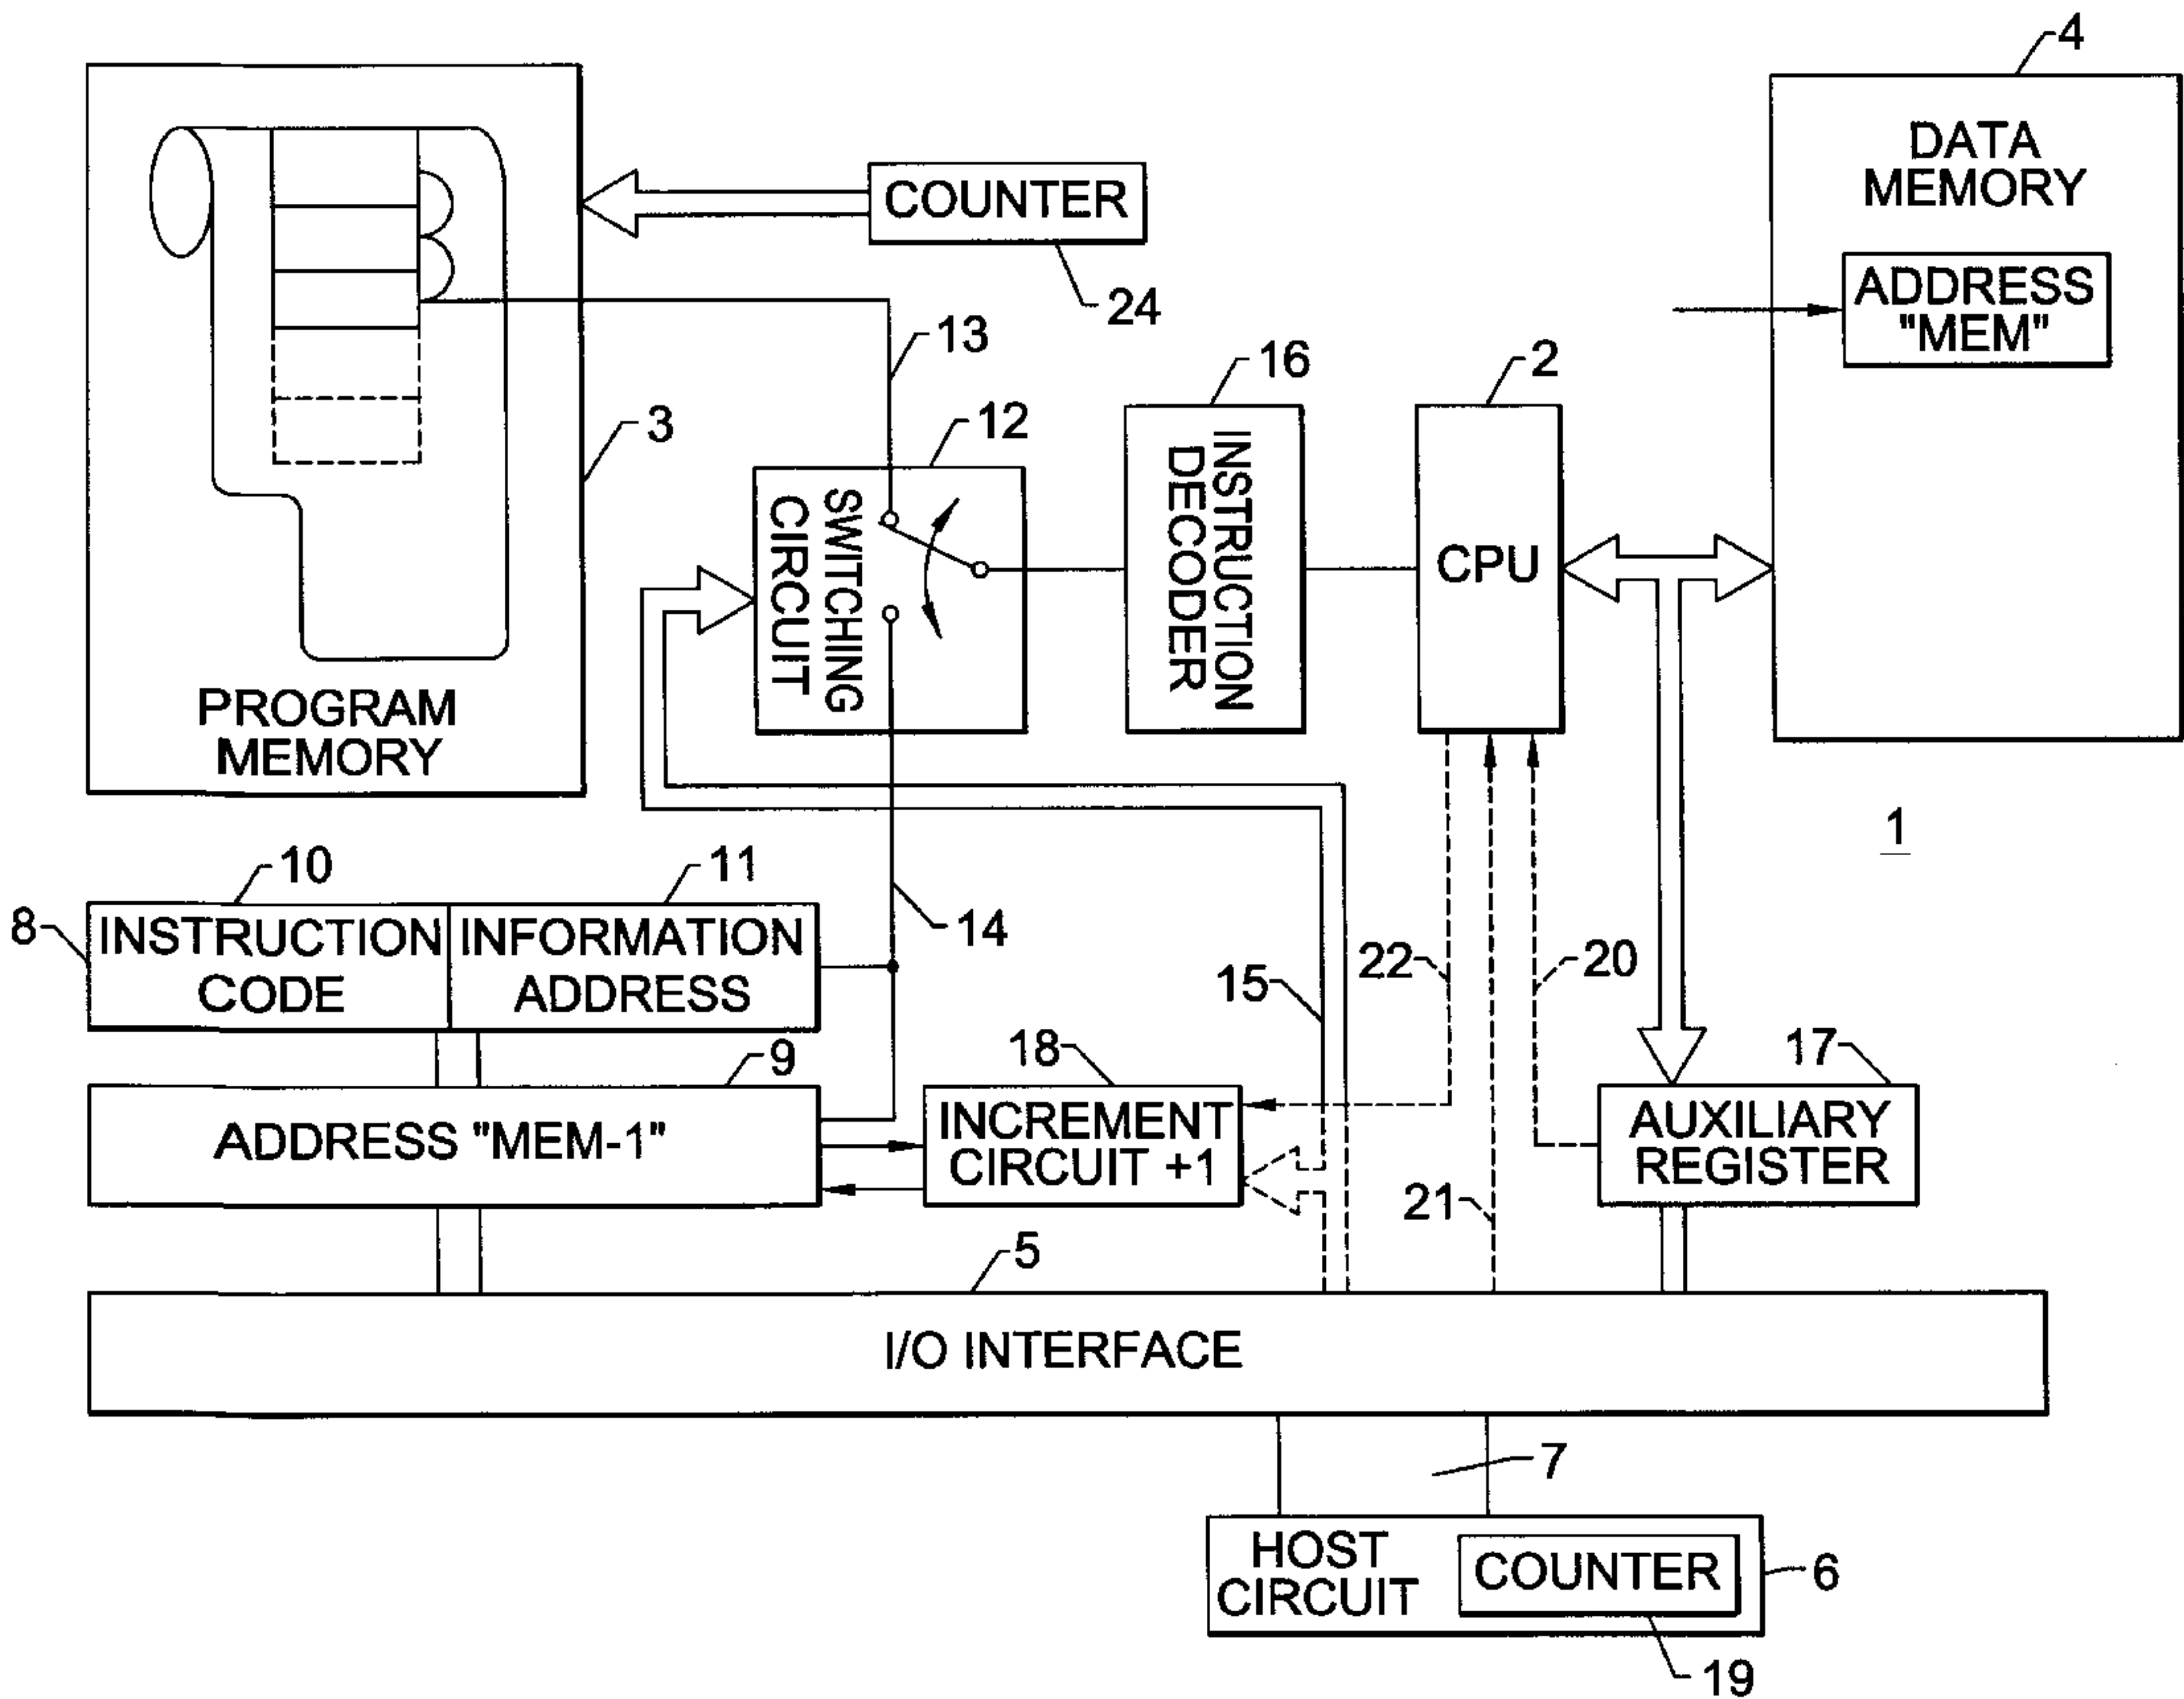 4
DATA
MEMORY
COUNTER
24
ADDRESS
"MEM"
13
16
2
3
12
SWITCHING
CIRCUIT
INSTRUCTION
DECODER
CPU
PROGRAM
MEMORY
1
10
11
8
INSTRUCTION
CODE
INFORMATION
ADDRESS
14
22
20
15
9
18
17
ADDRESS "MEM-1"
INCREMENT
CIRCUIT +1
AUXILIARY
REGISTER
21
5
I/O INTERFACE
7
HOST
CIRCUIT
COUNTER
6
19